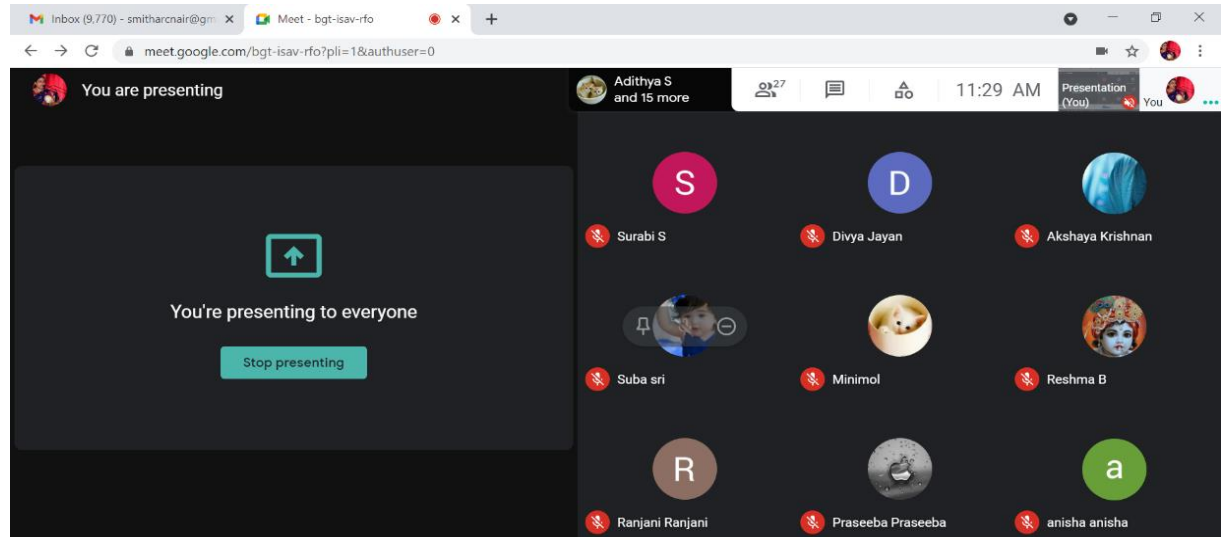 Inbox (9,770) - smitharcnair@gm
Meet - bgt-isav-rfo
meet.google.com/bgt-isav-rfo?pli=1&authuser=0
You are presenting
Adithya S
and 15 more
27
11:29 AM
Presentation
(You)
You
S
D
Surabi S
Divya Jayan
Akshaya Krishnan
You're presenting to everyone
Stop presenting
Suba sri
Minimol
Reshma B
R
a
Ranjani Ranjani
Praseeba Praseeba
anisha anisha